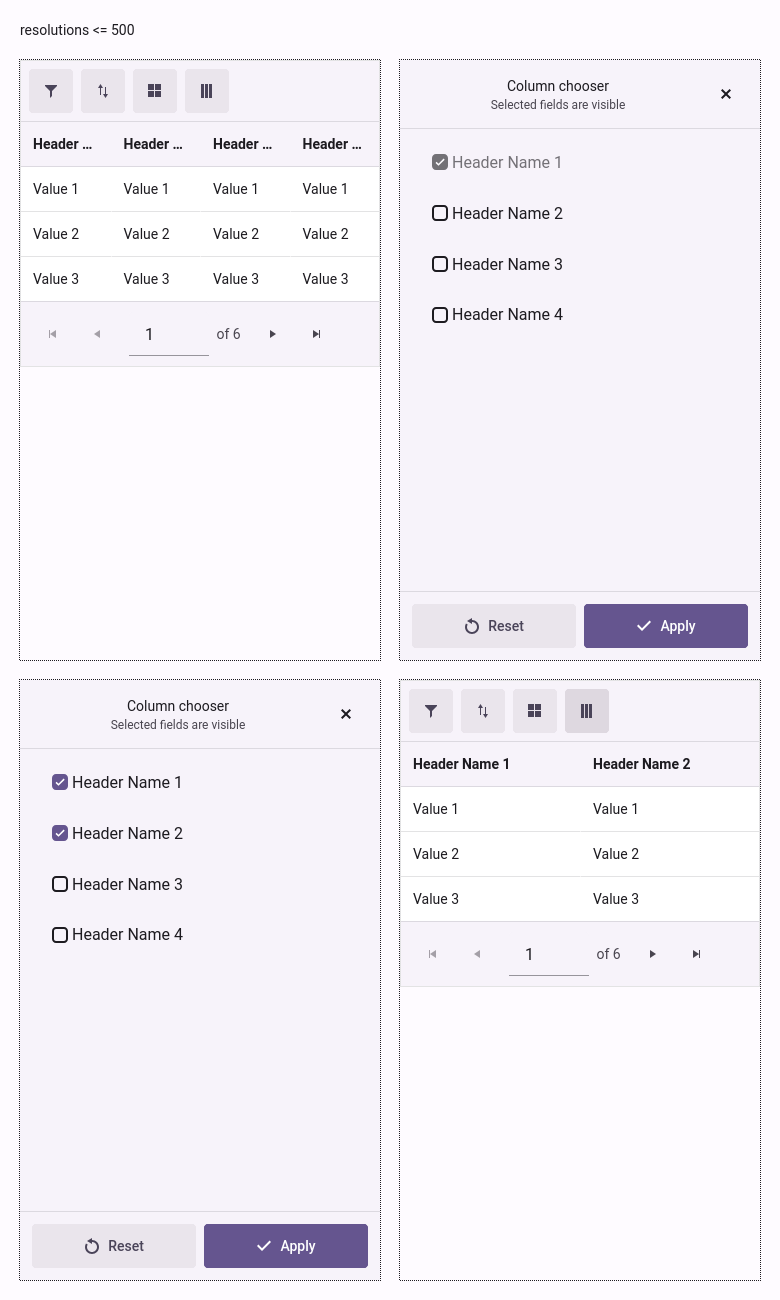 resolutions <= 500
Header ... Header ... Header ... Header ...
Value 1 Value 1 Value 1 Value 1
Value 2 Value 2 Value 2 Value 2
Value 3 Value 3 Value 3 Value 3
1 of 6
Column chooser
Selected fields are visible
Header Name 1
Header Name 2
Header Name 3
Header Name 4
Reset Apply
Column chooser
Selected fields are visible
Header Name 1
Header Name 2
Header Name 3
Header Name 4
Reset Apply
Header Name 1 Header Name 2
Value 1 Value 1
Value 2 Value 2
Value 3 Value 3
1 of 6